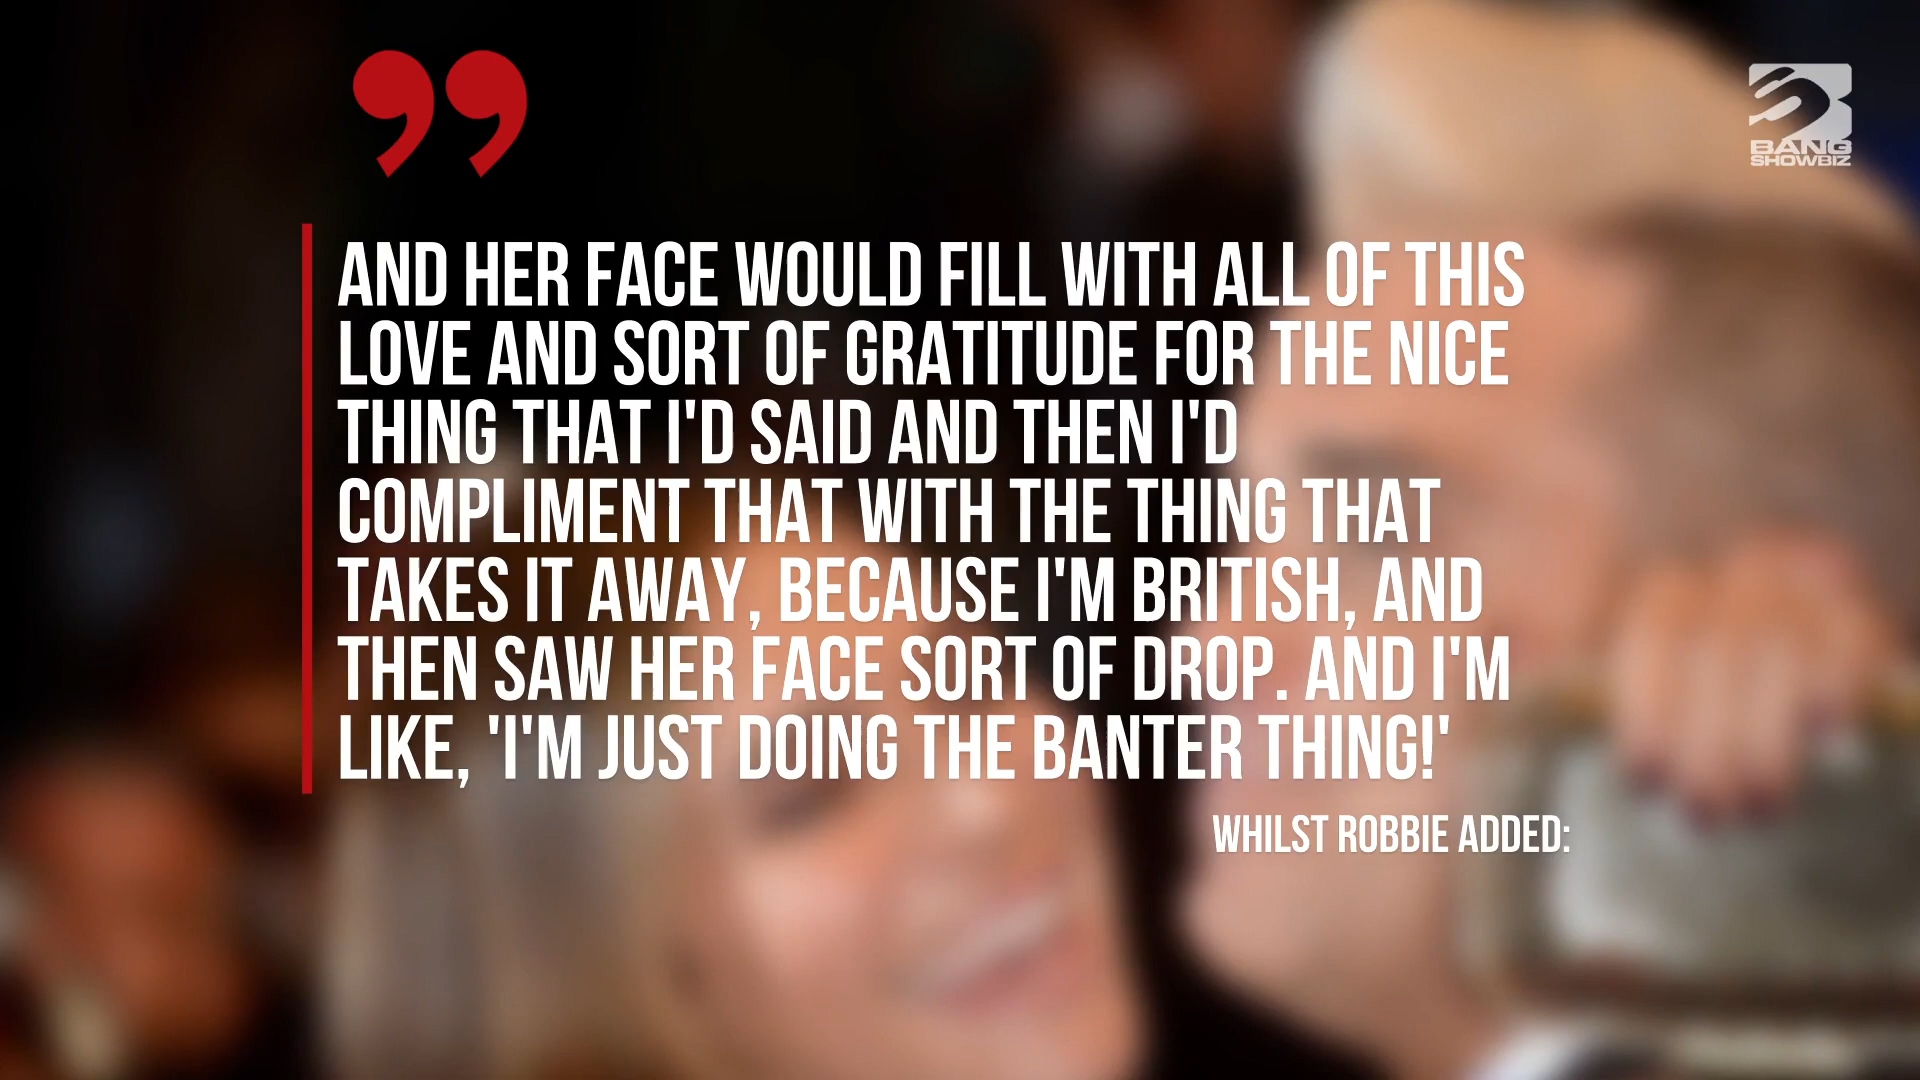 BANG
SHOWBIZ
”
AND HER FACE WOULD FILL WITH ALL OF THIS
LOVE AND SORT OF GRATITUDE FOR THE NICE
THING THAT I'D SAID AND THEN I'D
COMPLIMENT THAT WITH THE THING THAT
TAKES IT AWAY, BECAUSE I'M BRITISH, AND
THEN SAW HER FACE SORT OF DROP. AND I'M
LIKE, 'I'M JUST DOING THE BANTER THING!'
WHILST ROBBIE ADDED: